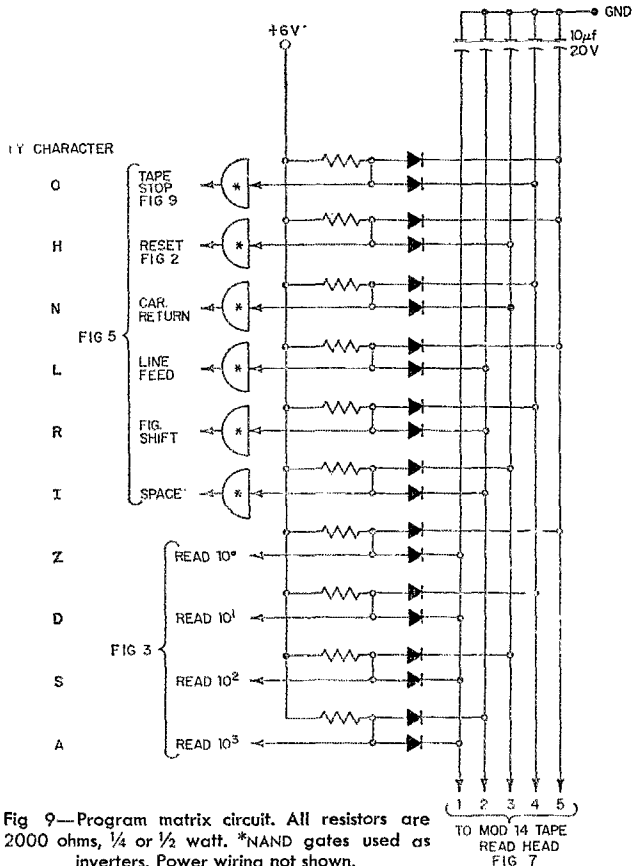 GND
+6V
10µf
20V
TY CHARACTER
O
TAPE
STOP
FIG 9
*
H
RESET
FIG 2
*
N
CAR.
RETURN
*
FIG 5
L
LINE
FEED
*
R
FIG.
SHIFT
*
I
SPACE
*
Z
READ 10⁰
D
READ 10¹
FIG 3
S
READ 10²
A
READ 10³
1 2 3 4 5
TO MOD 14 TAPE
READ HEAD
FIG 7
Fig 9—Program matrix circuit. All resistors are
2000 ohms, ¼ or ½ watt. *NAND gates used as
inverters. Power wiring not shown.